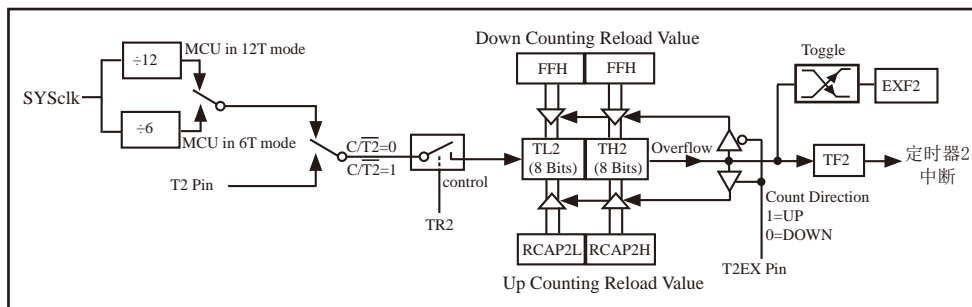 Down Counting Reload Value
Toggle
MCU in 12T mode
÷12
FFH
FFH
EXF2
SYSclk
÷6
MCU in 6T mode
C/T2=0
C/T2=1
TL2
(8 Bits)
TH2
(8 Bits)
Overflow
TF2
定时器2
中断
T2 Pin
control
Count Direction
1=UP
0=DOWN
TR2
RCAP2L
RCAP2H
T2EX Pin
Up Counting Reload Value